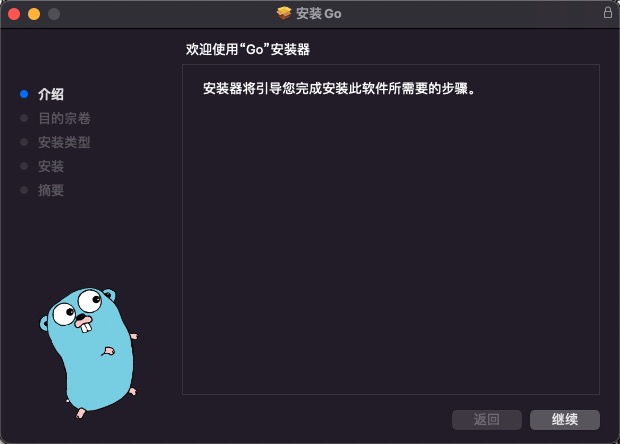 安装 Go
欢迎使用“Go”安装器
安装器将引导您完成安装此软件所需要的步骤。
介绍
目的宗卷
安装类型
安装
摘要
返回
继续